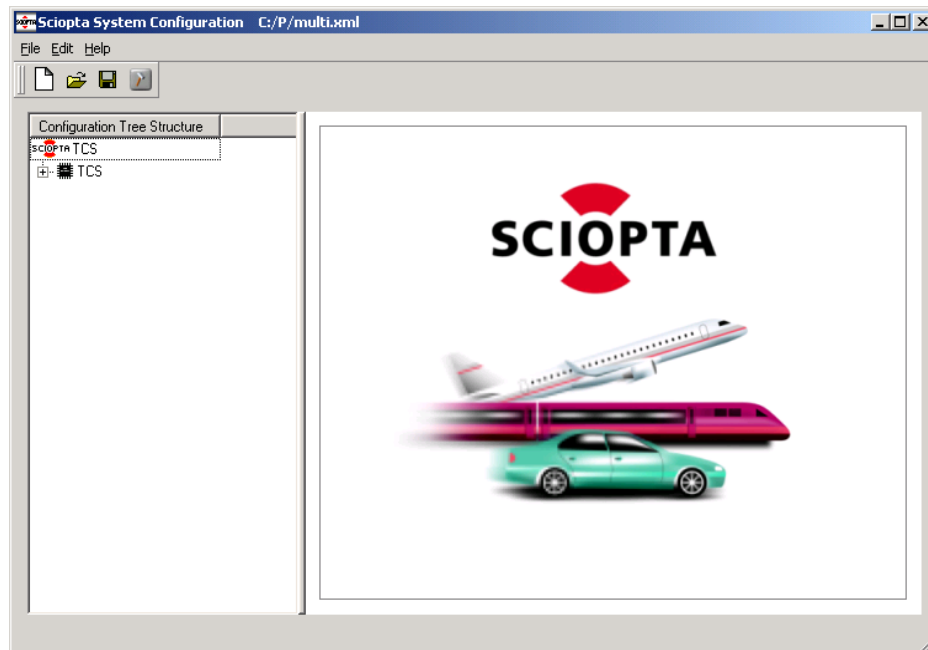 Sciopta System Configuration C:/P/multi.xml
File Edit Help
Configuration Tree Structure
SCIOPTA TCS
TCS
SCIOPTA